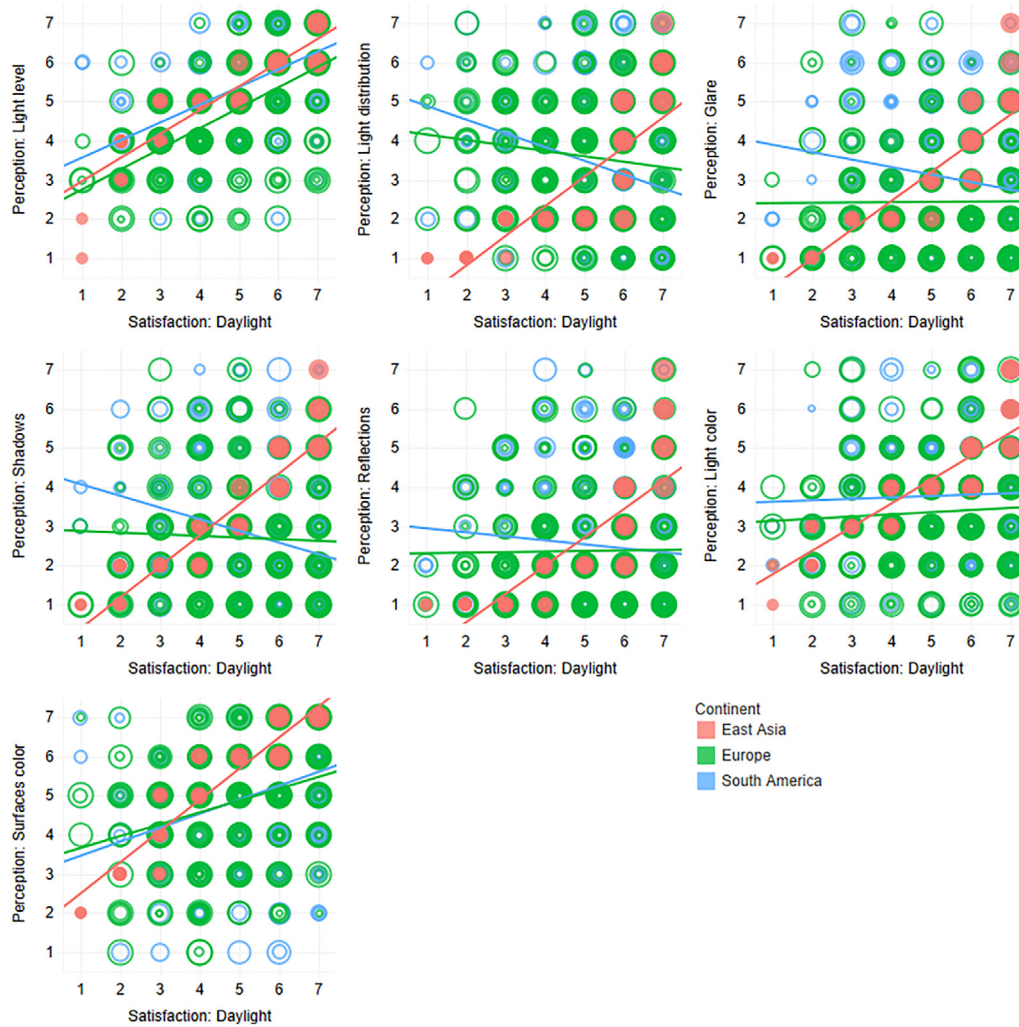 Perception: Light level
7
6
5
4
3
2
1
1 2 3 4 5 6 7
Satisfaction: Daylight
Perception: Light distribution
7
6
5
4
3
2
1
1 2 3 4 5 6 7
Satisfaction: Daylight
Perception: Glare
7
6
5
4
3
2
1
1 2 3 4 5 6 7
Satisfaction: Daylight
Perception: Shadows
7
6
5
4
3
2
1
1 2 3 4 5 6 7
Satisfaction: Daylight
Perception: Reflections
7
6
5
4
3
2
1
1 2 3 4 5 6 7
Satisfaction: Daylight
Perception: Light color
7
6
5
4
3
2
1
1 2 3 4 5 6 7
Satisfaction: Daylight
Perception: Surfaces color
7
6
5
4
3
2
1
1 2 3 4 5 6 7
Satisfaction: Daylight
Continent
East Asia
Europe
South America